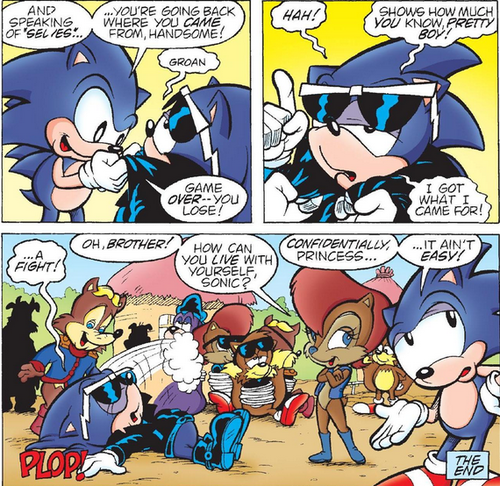 AND
SPEAKING
OF "SELVES"..
...YOU'RE GOING BACK
WHERE YOU CAME
FROM, HANDSOME!
GROAN
GAME
OVER--YOU
LOSE!
HAH!
SHOWS HOW MUCH
YOU KNOW, PRETTY
BOY!
I GOT
WHAT I
CAME FOR!
...A
FIGHT!
OH, BROTHER!
HOW CAN
YOU LIVE WITH
YOURSELF,
SONIC?
CONFIDENTIALLY,
PRINCESS...
...IT AIN'T
EASY!
PLOP!
THE
END